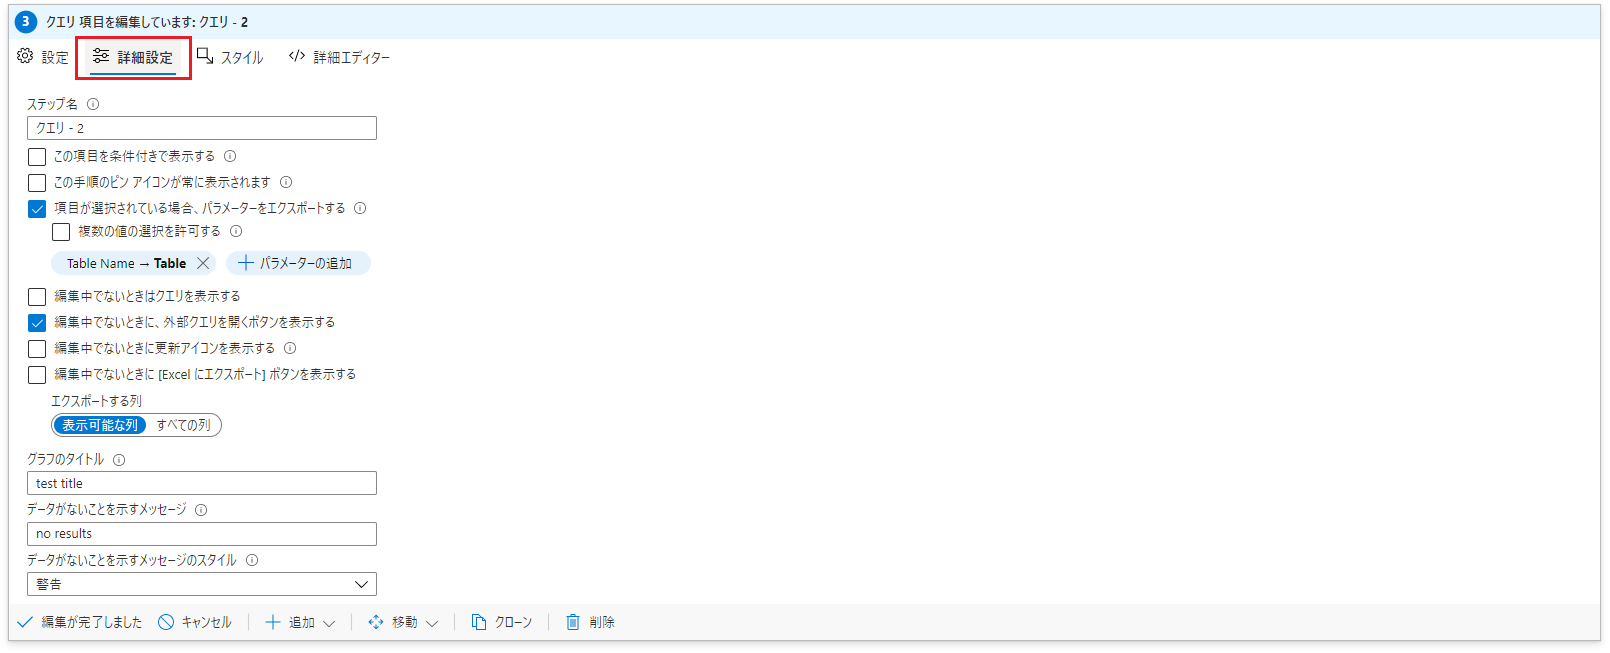 3 クエリ 項目を編集しています: クエリ - 2
設定 詳細設定 スタイル </> 詳細エディター
ステップ名
クエリ - 2
この項目を条件付きで表示する
この手順のピン アイコンが常に表示されます
項目が選択されている場合、パラメーターをエクスポートする
複数の値の選択を許可する
Table Name → Table パラメーターの追加
編集中でないときはクエリを表示する
編集中でないときに、外部クエリを開くボタンを表示する
編集中でないときに更新アイコンを表示する
編集中でないときに [Excel にエクスポート] ボタンを表示する
エクスポートする列
表示可能な列 すべての列
グラフのタイトル
test title
データがないことを示すメッセージ
no results
データがないことを示すメッセージのスタイル
警告
編集が完了しました キャンセル 追加 移動 クローン 削除